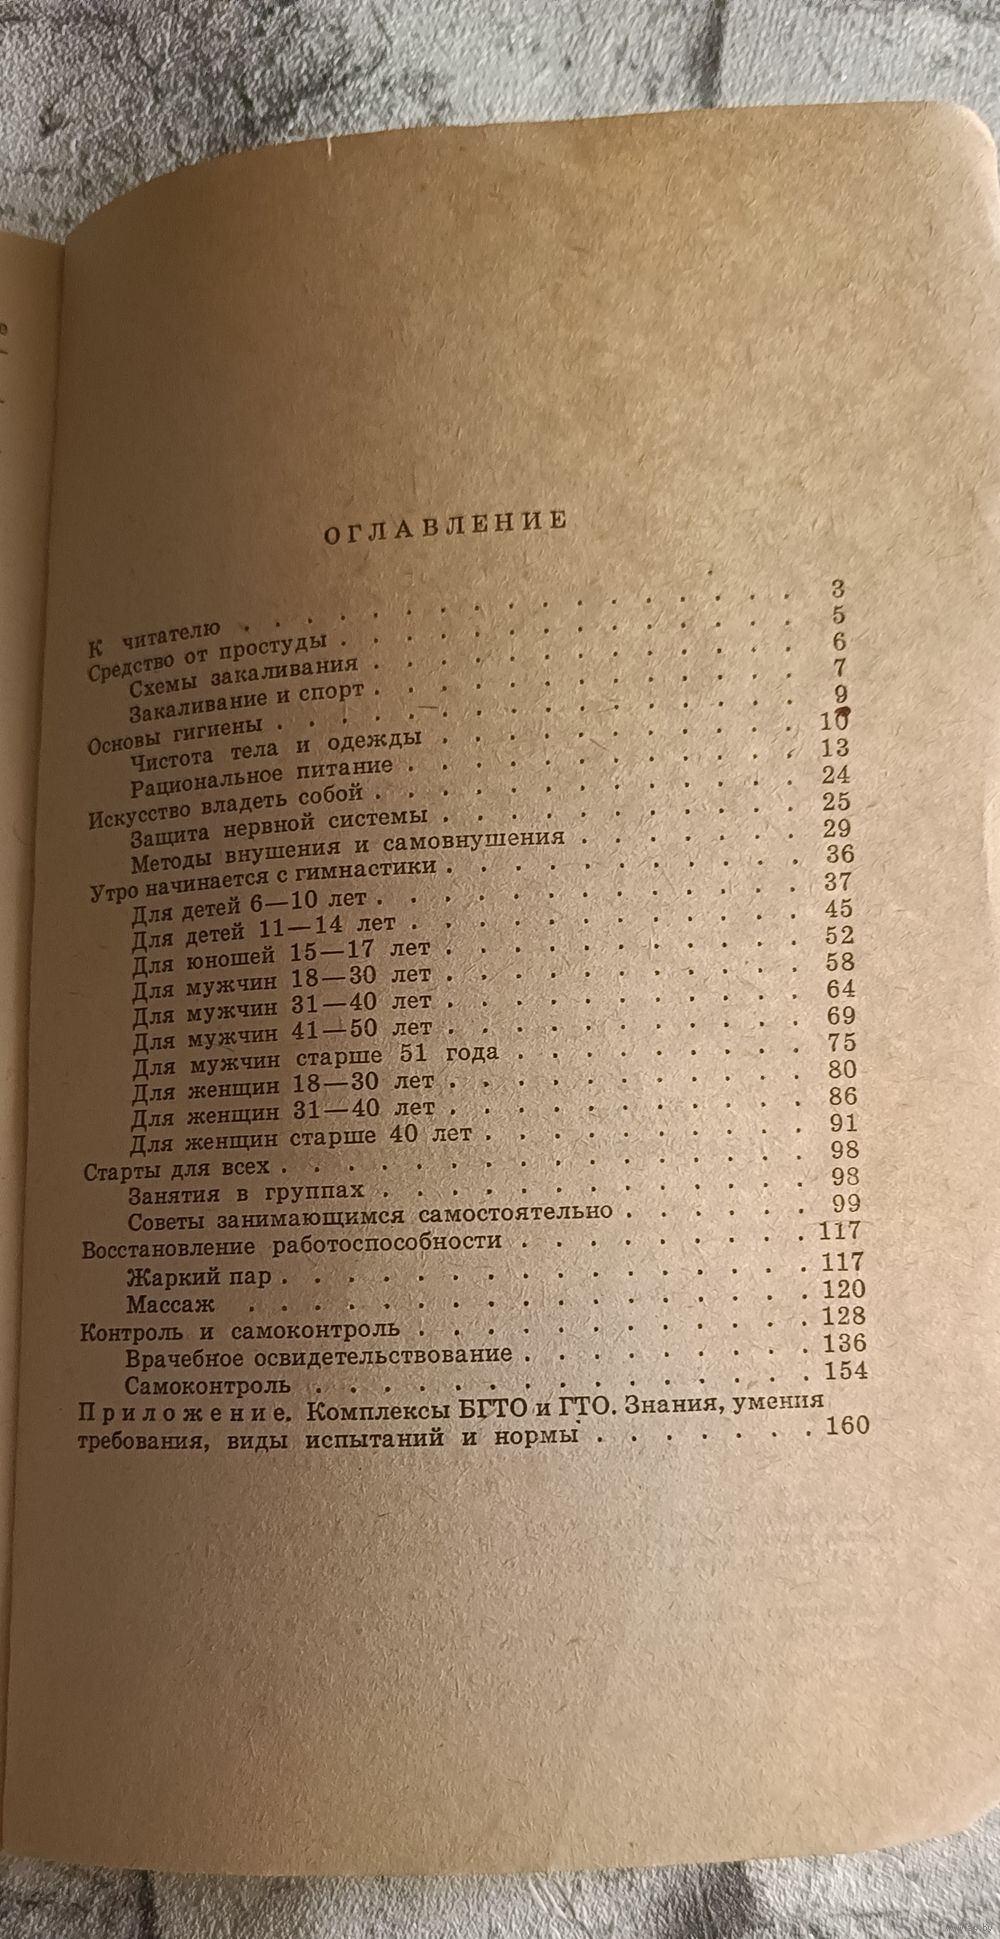 ОГЛАВЛЕНИЕ
К читателю . . . . . . . . . . . . . . . . 3
Средство от простуды . . . . . . . . . . . . . 5
Схемы закаливания . . . . . . . . . . . . 6
Закаливание и спорт . . . . . . . . . . . . 7
Основы гигиены . . . . . . . . . . . . . . . 9
Чистота тела и одежды . . . . . . . . . . . 10
Рациональное питание . . . . . . . . . . . 13
Искусство владеть собой . . . . . . . . . . . . 24
Защита нервной системы . . . . . . . . . . 25
Методы внушения и самовнушения . . . . . . . 29
Утро начинается с гимнастики . . . . . . . . . . 36
Для детей 6—10 лет . . . . . . . . . . . . 37
Для детей 11—14 лет . . . . . . . . . . . 45
Для юношей 15—17 лет . . . . . . . . . . . 52
Для мужчин 18—30 лет . . . . . . . . . . . 58
Для мужчин 31—40 лет . . . . . . . . . . . 64
Для мужчин 41—50 лет . . . . . . . . . . . 69
Для мужчин старше 51 года . . . . . . . . . 75
Для женщин 18—30 лет . . . . . . . . . . . 80
Для женщин 31—40 лет . . . . . . . . . . . 86
Для женщин старше 40 лет . . . . . . . . . . 91
Старты для всех . . . . . . . . . . . . . . . 98
Занятия в группах . . . . . . . . . . . . . 98
Советы занимающимся самостоятельно . . . . . . 99
Восстановление работоспособности . . . . . . . . . 117
Жаркий пар . . . . . . . . . . . . . . . 117
Массаж . . . . . . . . . . . . . . . . . 120
Контроль и самоконтроль . . . . . . . . . . . . 128
Врачебное освидетельствование . . . . . . . . . 136
Самоконтроль . . . . . . . . . . . . . . . 154
Приложение. Комплексы БГТО и ГТО. Знания, умения
требования, виды испытаний и нормы . . . . . . . 160